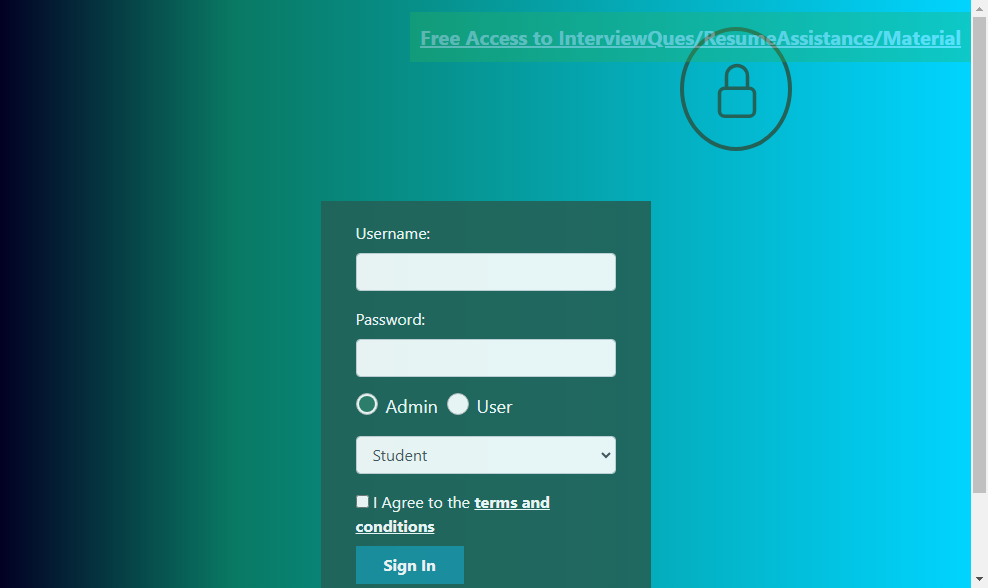 Free Access to InterviewQues/ResumeAssistance/Material
Username:
Password:
Admin User
Student
I Agree to the terms and
conditions
Sign In